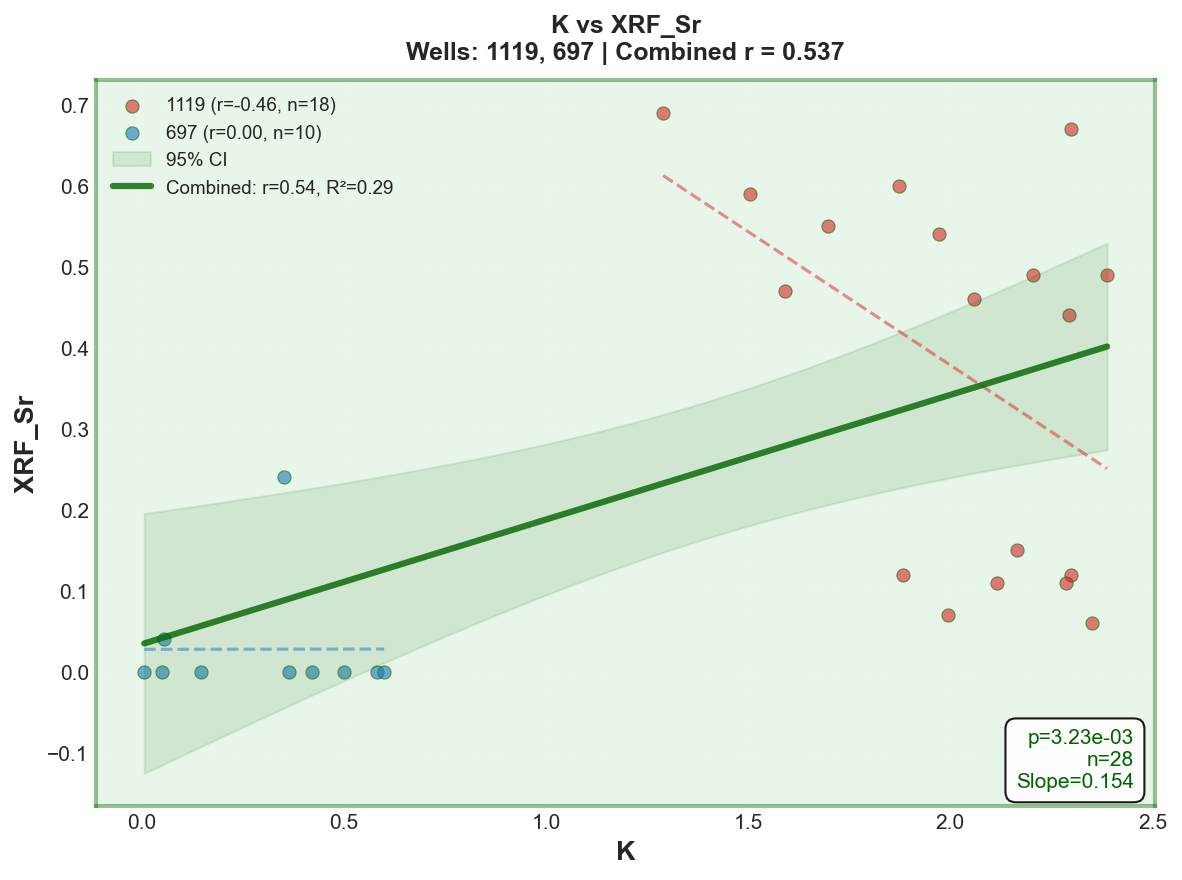 K vs XRF_Sr
Wells: 1119, 697 | Combined r = 0.537
1119 (r=-0.46, n=18)
697 (r=0.00, n=10)
95% CI
Combined: r=0.54, R²=0.29
0.7
0.6
0.5
0.4
0.3
0.2
0.1
0.0
−0.1
XRF_Sr
p=3.23e-03
n=28
Slope=0.154
0.0 0.5 1.0 1.5 2.0 2.5
K